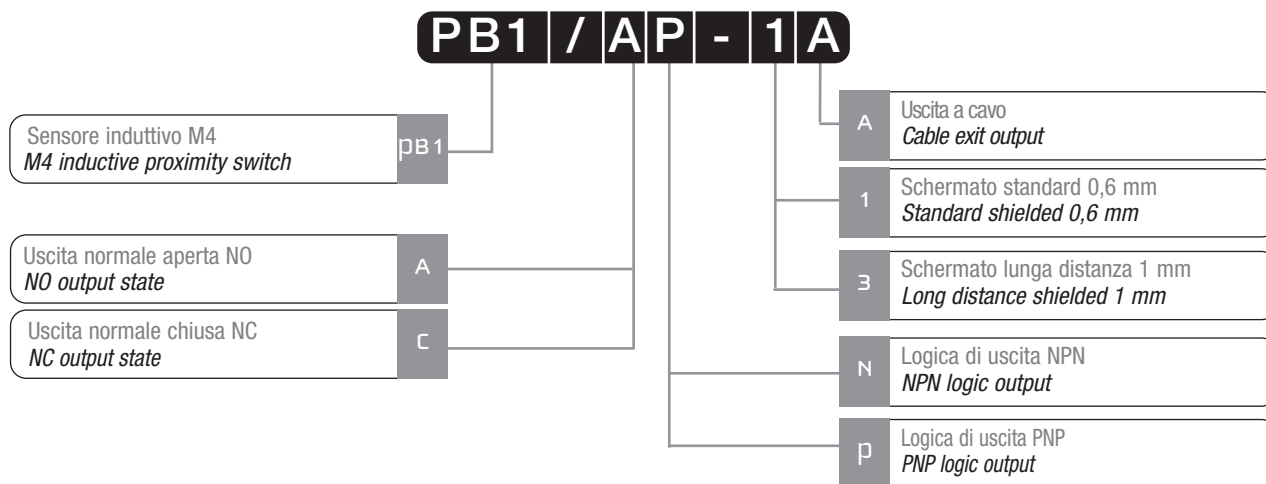 PB1/AP-1A
Sensore induttivo M4
M4 inductive proximity switch
PB1
Uscita normale aperta NO
NO output state
A
Uscita normale chiusa NC
NC output state
C
A
Uscita a cavo
Cable exit output
1
Schermato standard 0,6 mm
Standard shielded 0,6 mm
3
Schermato lunga distanza 1 mm
Long distance shielded 1 mm
N
Logica di uscita NPN
NPN logic output
P
Logica di uscita PNP
PNP logic output